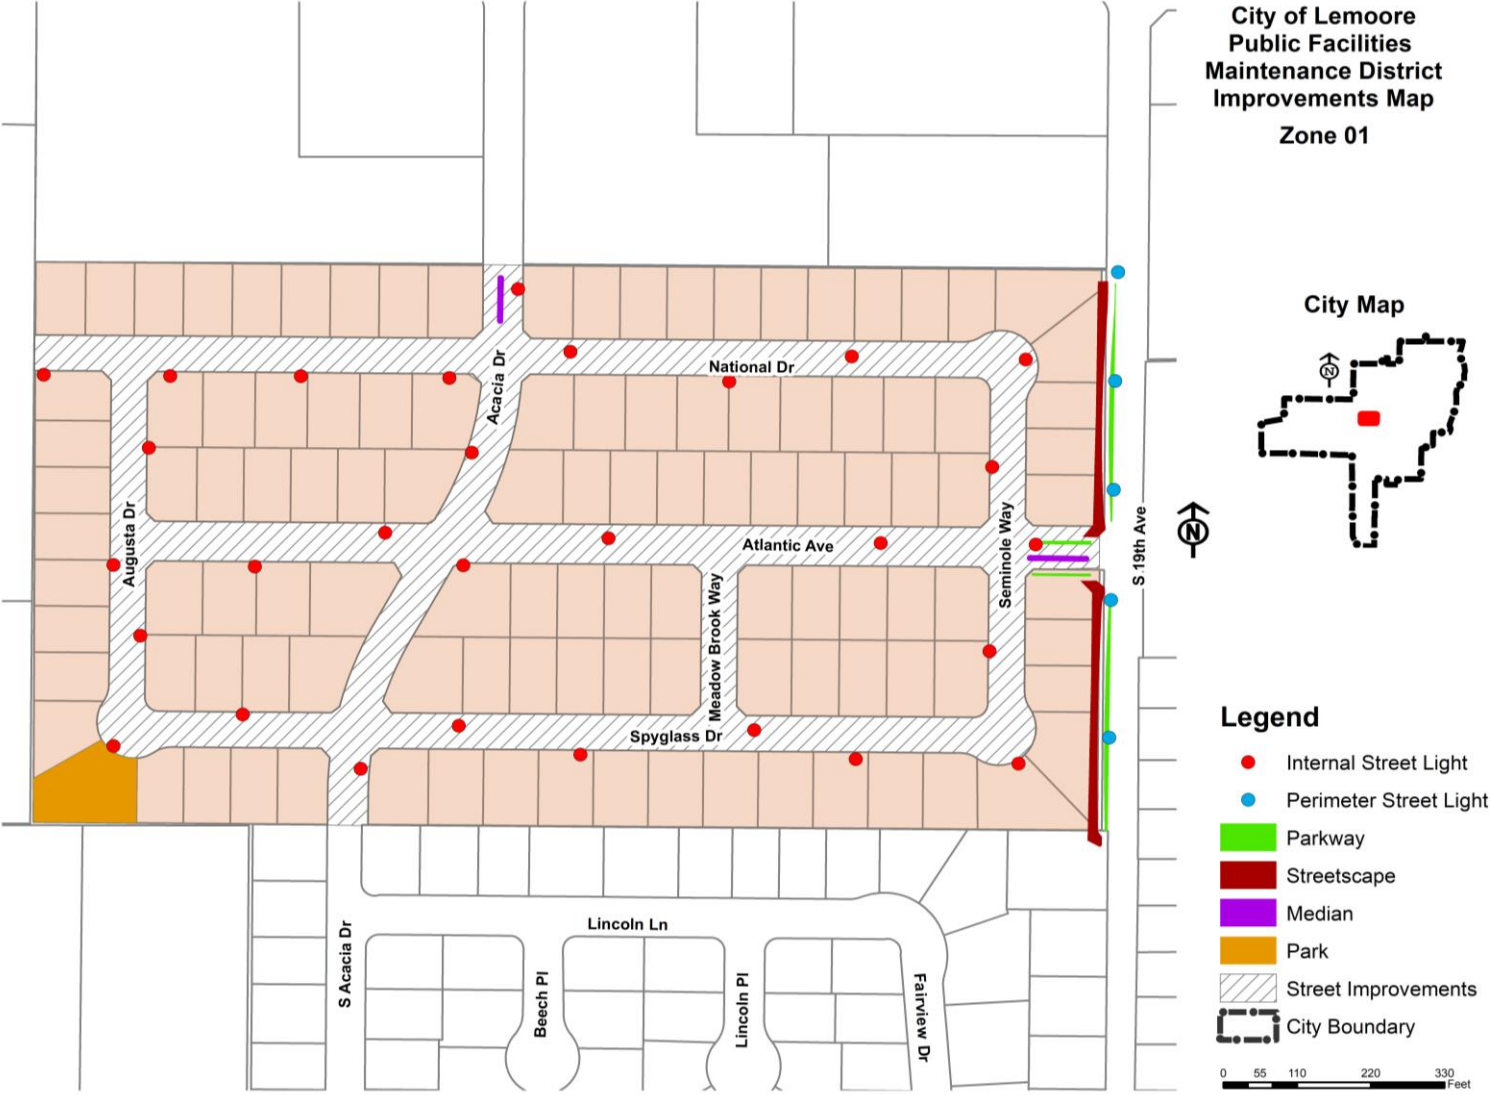 City of Lemoore
Public Facilities
Maintenance District
Improvements Map
Zone 01
City Map
N
N
National Dr
Acacia Dr
Augusta Dr
Atlantic Ave
Seminole Way
S 19th Ave
Meadow Brook Way
Spyglass Dr
Lincoln Ln
S Acacia Dr
Beech Pl
Lincoln Pl
Fairview Dr
Legend
Internal Street Light
Perimeter Street Light
Parkway
Streetscape
Median
Park
Street Improvements
City Boundary
0 55 110 220 330
Feet